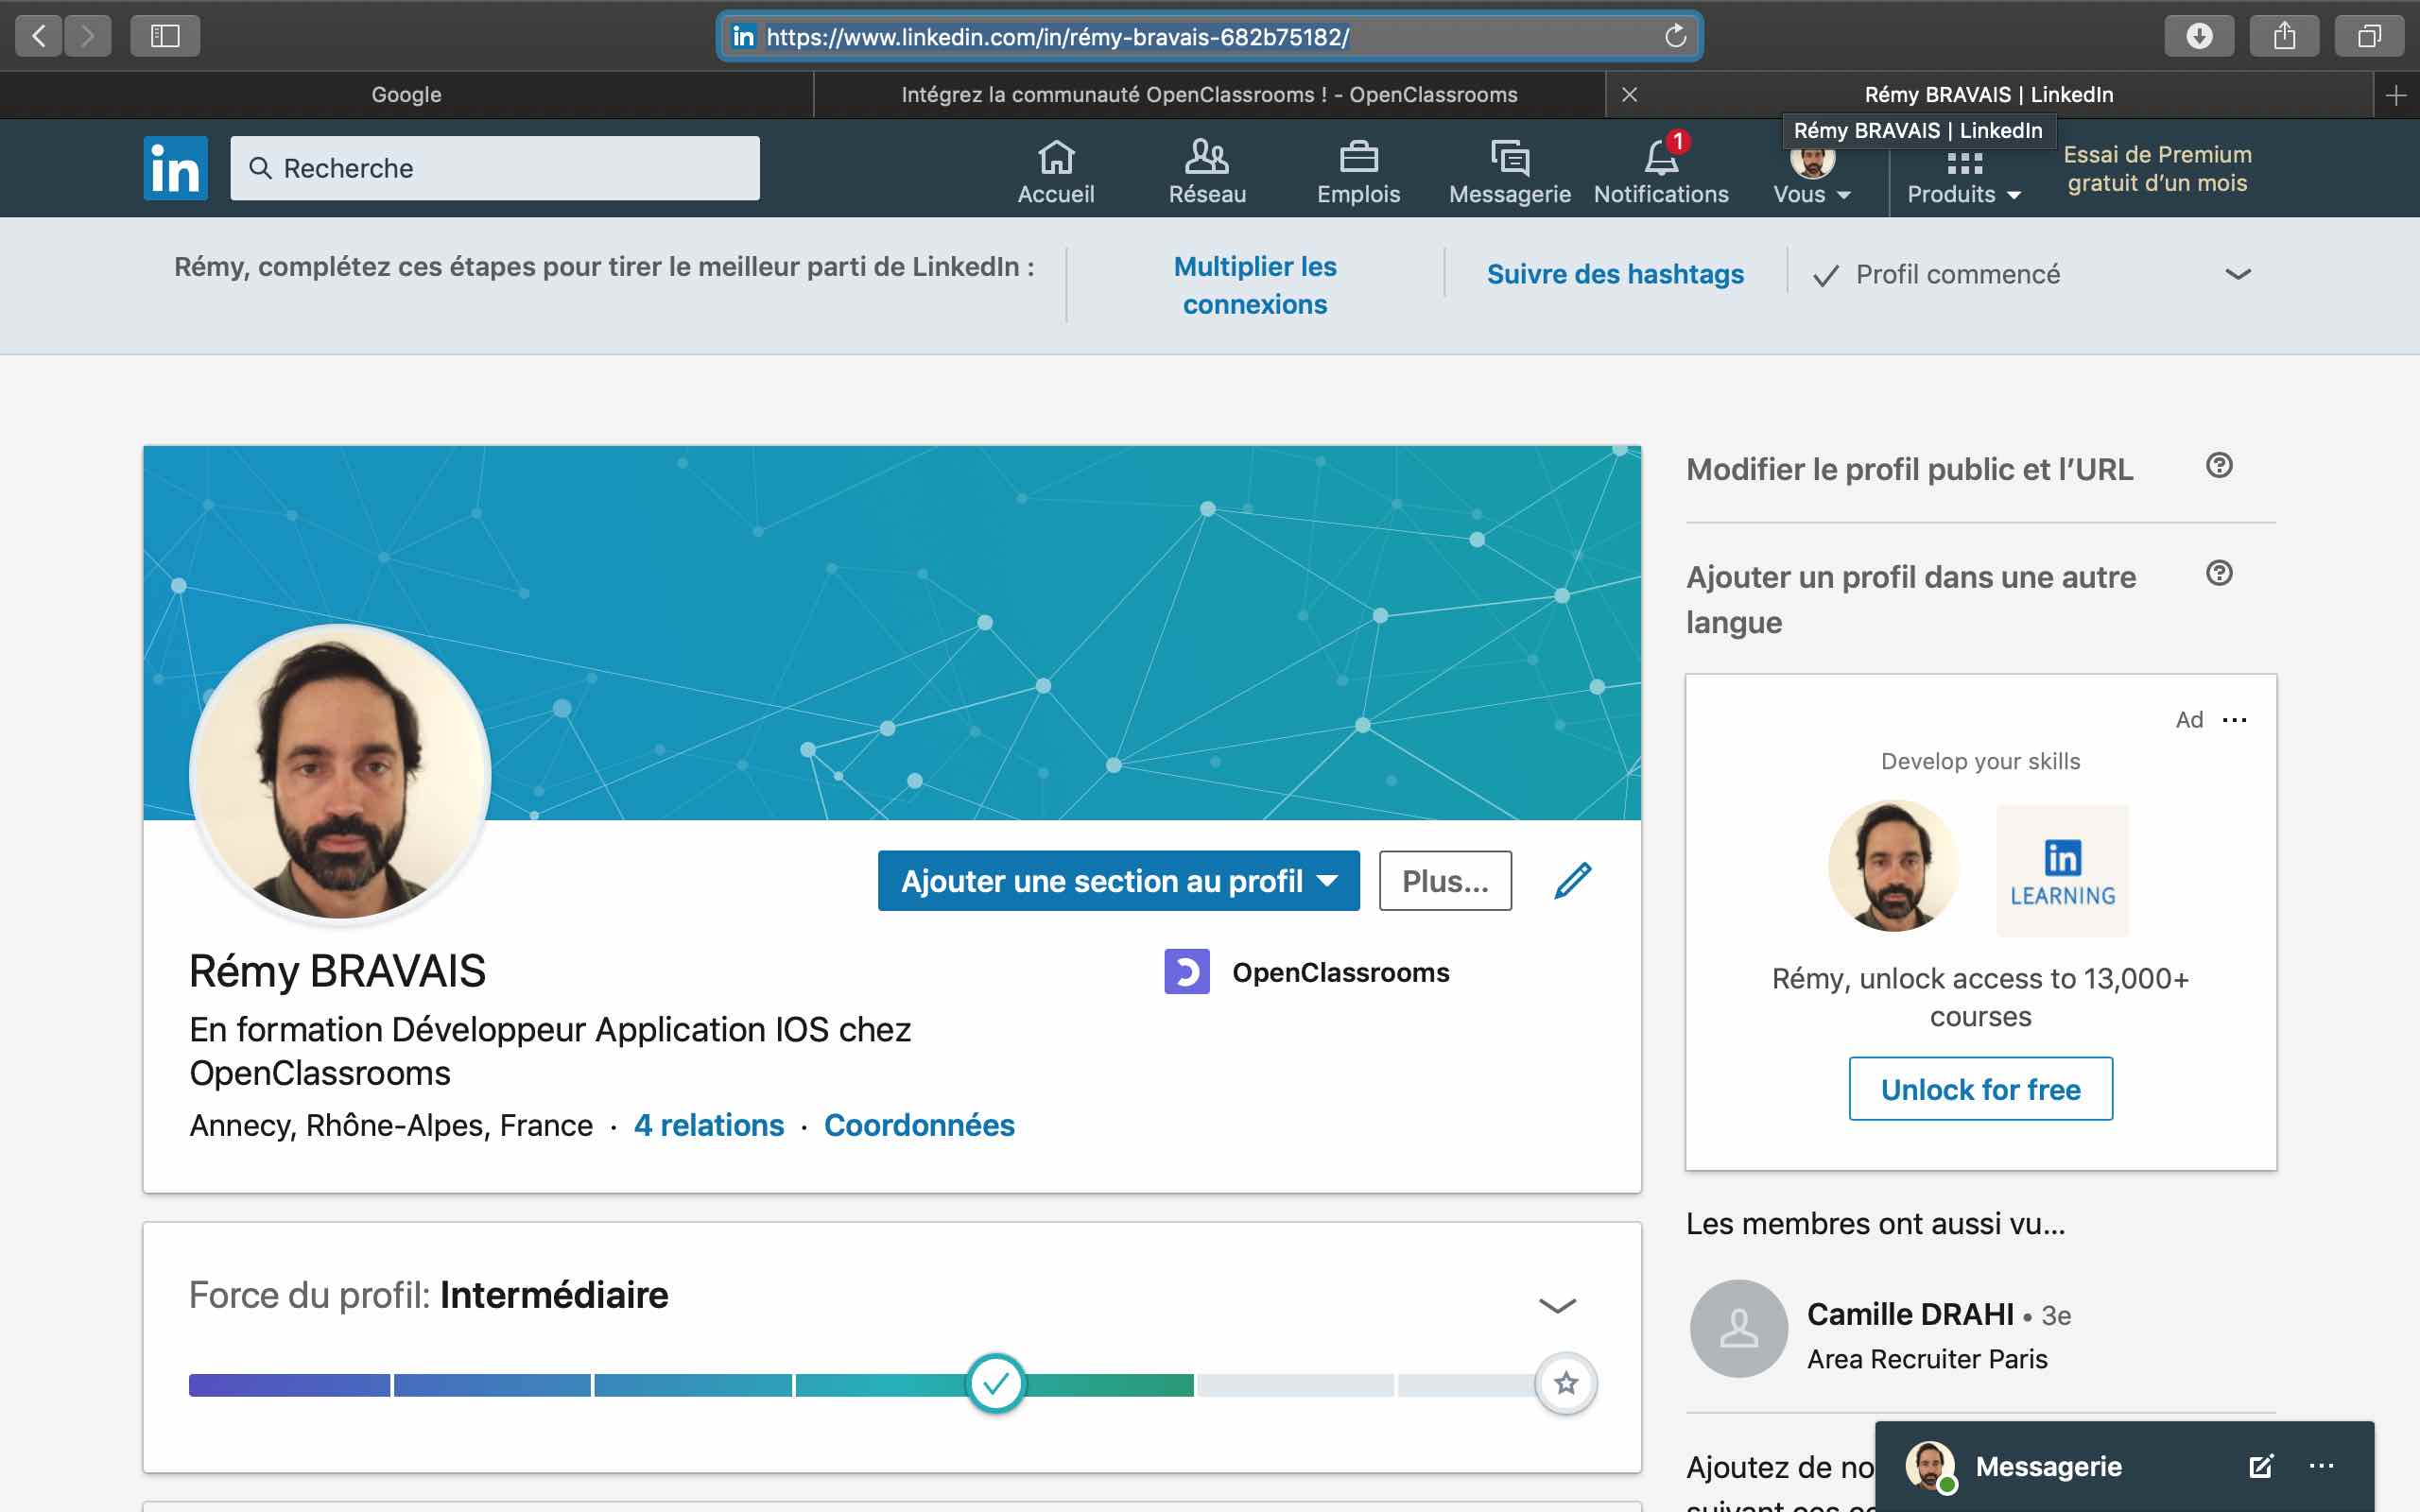 https://www.linkedin.com/in/rémy-bravais-682b75182/
Google
Intégrez la communauté OpenClassrooms ! - OpenClassrooms
Rémy BRAVAIS | LinkedIn
Rémy BRAVAIS | LinkedIn
in
Recherche
Accueil
Réseau
Emplois
Messagerie
1
Notifications
Vous
Produits
Essai de Premium
gratuit d’un mois
Rémy, complétez ces étapes pour tirer le meilleur parti de LinkedIn :
Multiplier les
connexions
Suivre des hashtags
Profil commencé
Modifier le profil public et l’URL
Ajouter un profil dans une autre
langue
Ajouter une section au profil
Plus...
Rémy BRAVAIS
OpenClassrooms
En formation Développeur Application IOS chez
OpenClassrooms
Annecy, Rhône-Alpes, France · 4 relations · Coordonnées
Ad
Develop your skills
in
LEARNING
Rémy, unlock access to 13,000+
courses
Unlock for free
Force du profil: Intermédiaire
Les membres ont aussi vu...
Camille DRAHI • 3e
Area Recruiter Paris
Ajoutez de no
Messagerie